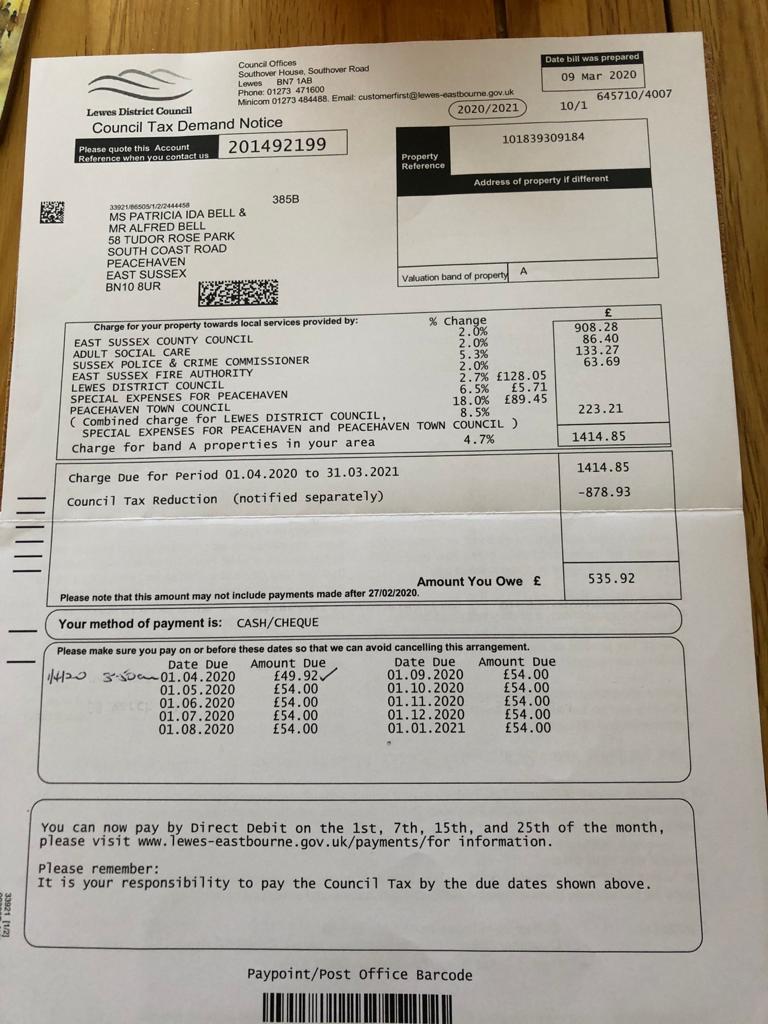 Council Offices
Southover House, Southover Road
Lewes BN7 1AB
Phone: 01273 471600
Minicom 01273 484488. Email: customerfirst@lewes-eastbourne.gov.uk
Date bill was prepared
09 Mar 2020
645710/4007
2020/2021
10/1
Lewes District Council
Council Tax Demand Notice
Please quote this Account
Reference when you contact us
201492199
Property
Reference
101839309184
Address of property if different
Valuation band of property A
33921/86505/1/2/2444458
385B
MS PATRICIA IDA BELL &
MR ALFRED BELL
58 TUDOR ROSE PARK
SOUTH COAST ROAD
PEACEHAVEN
EAST SUSSEX
BN10 8UR
Charge for your property towards local services provided by: % Change £
EAST SUSSEX COUNTY COUNCIL 2.0% 908.28
ADULT SOCIAL CARE 2.0% 86.40
SUSSEX POLICE & CRIME COMMISSIONER 5.3% 133.27
EAST SUSSEX FIRE AUTHORITY 2.0% 63.69
LEWES DISTRICT COUNCIL 2.7% £128.05
SPECIAL EXPENSES FOR PEACEHAVEN 6.5% £5.71
PEACEHAVEN TOWN COUNCIL 18.0% £89.45
( Combined charge for LEWES DISTRICT COUNCIL, 8.5% 223.21
SPECIAL EXPENSES FOR PEACEHAVEN and PEACEHAVEN TOWN COUNCIL )
Charge for band A properties in your area 4.7% 1414.85
Charge Due for Period 01.04.2020 to 31.03.2021 1414.85
Council Tax Reduction (notified separately) -878.93
Amount You Owe £ 535.92
Please note that this amount may not include payments made after 27/02/2020.
Your method of payment is: CASH/CHEQUE
Please make sure you pay on or before these dates so that we can avoid cancelling this arrangement.
Date Due Amount Due Date Due Amount Due
1/4/20 01.04.2020 £49.92 ✓ 01.09.2020 £54.00
01.05.2020 £54.00 01.10.2020 £54.00
01.06.2020 £54.00 01.11.2020 £54.00
01.07.2020 £54.00 01.12.2020 £54.00
01.08.2020 £54.00 01.01.2021 £54.00
You can now pay by Direct Debit on the 1st, 7th, 15th, and 25th of the month,
please visit www.lewes-eastbourne.gov.uk/payments/for information.
Please remember:
It is your responsibility to pay the Council Tax by the due dates shown above.
33921 [1/2]
Paypoint/Post Office Barcode